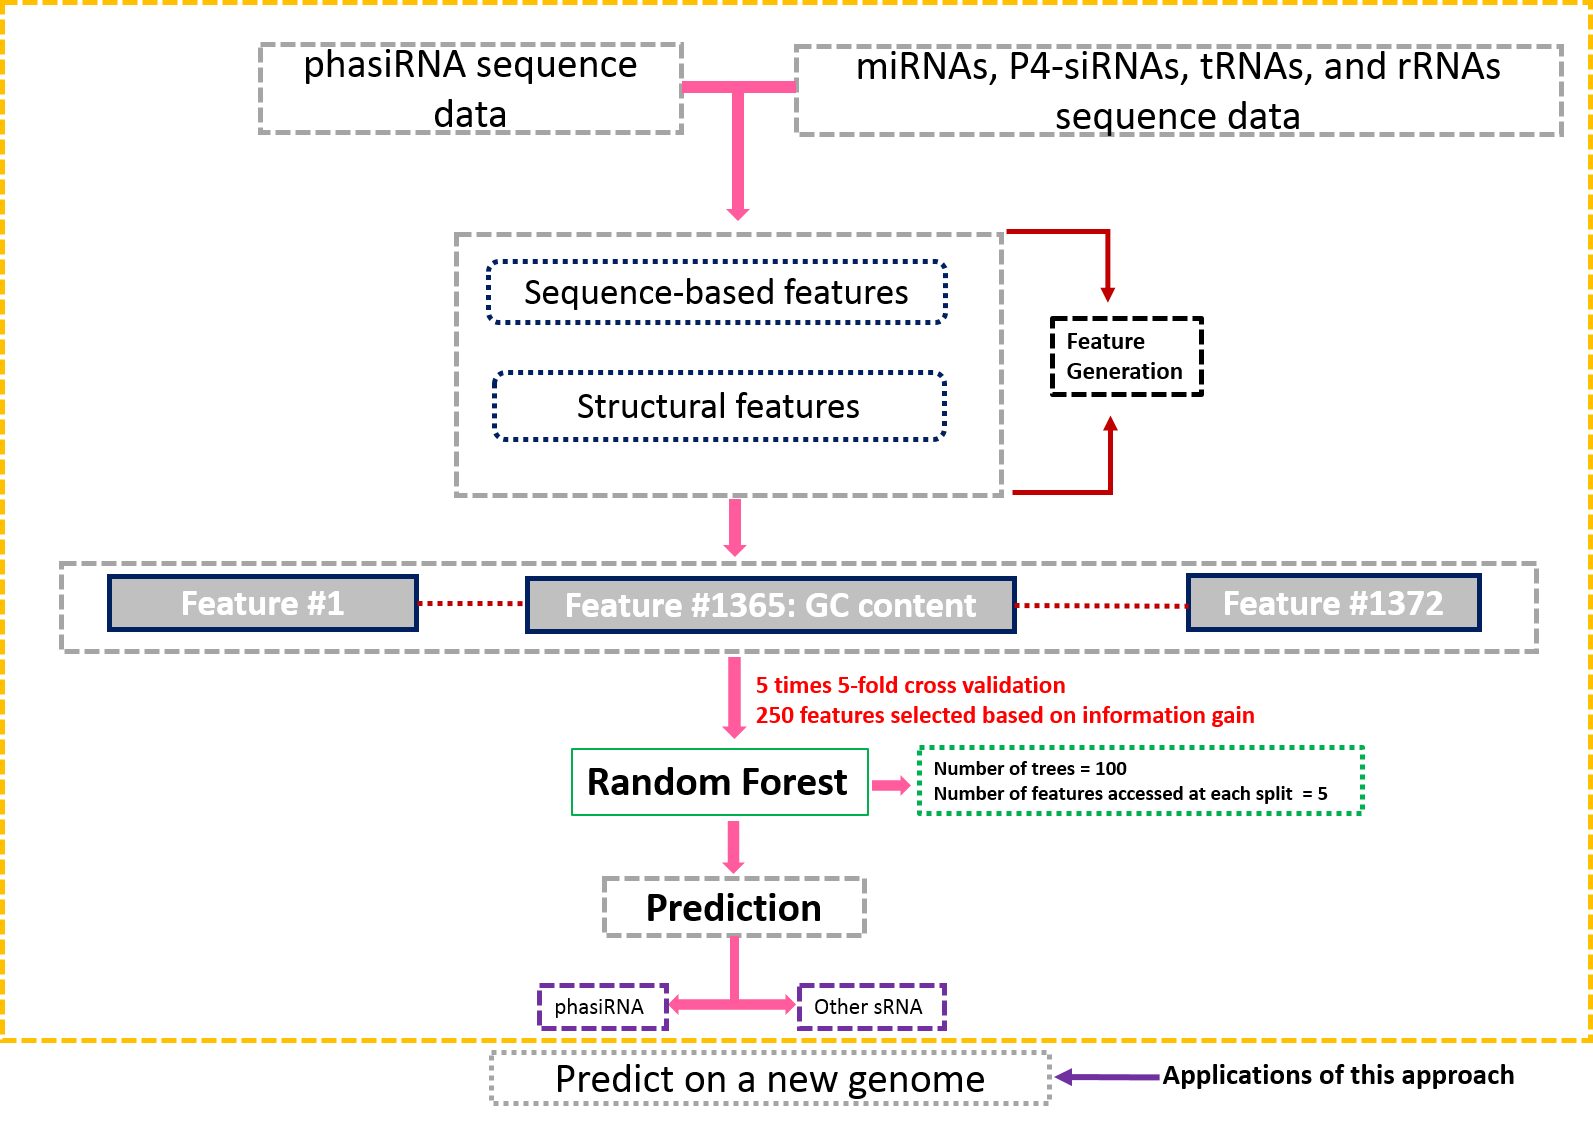 phasiRNA sequence
data
miRNAs, P4-siRNAs, tRNAs, and rRNAs
sequence data
Sequence-based features
Structural features
Feature
Generation
Feature #1
Feature #1365: GC content
Feature #1372
5 times 5-fold cross validation
250 features selected based on information gain
Random Forest
Number of trees = 100
Number of features accessed at each split = 5
Prediction
phasiRNA
Other sRNA
Predict on a new genome
Applications of this approach